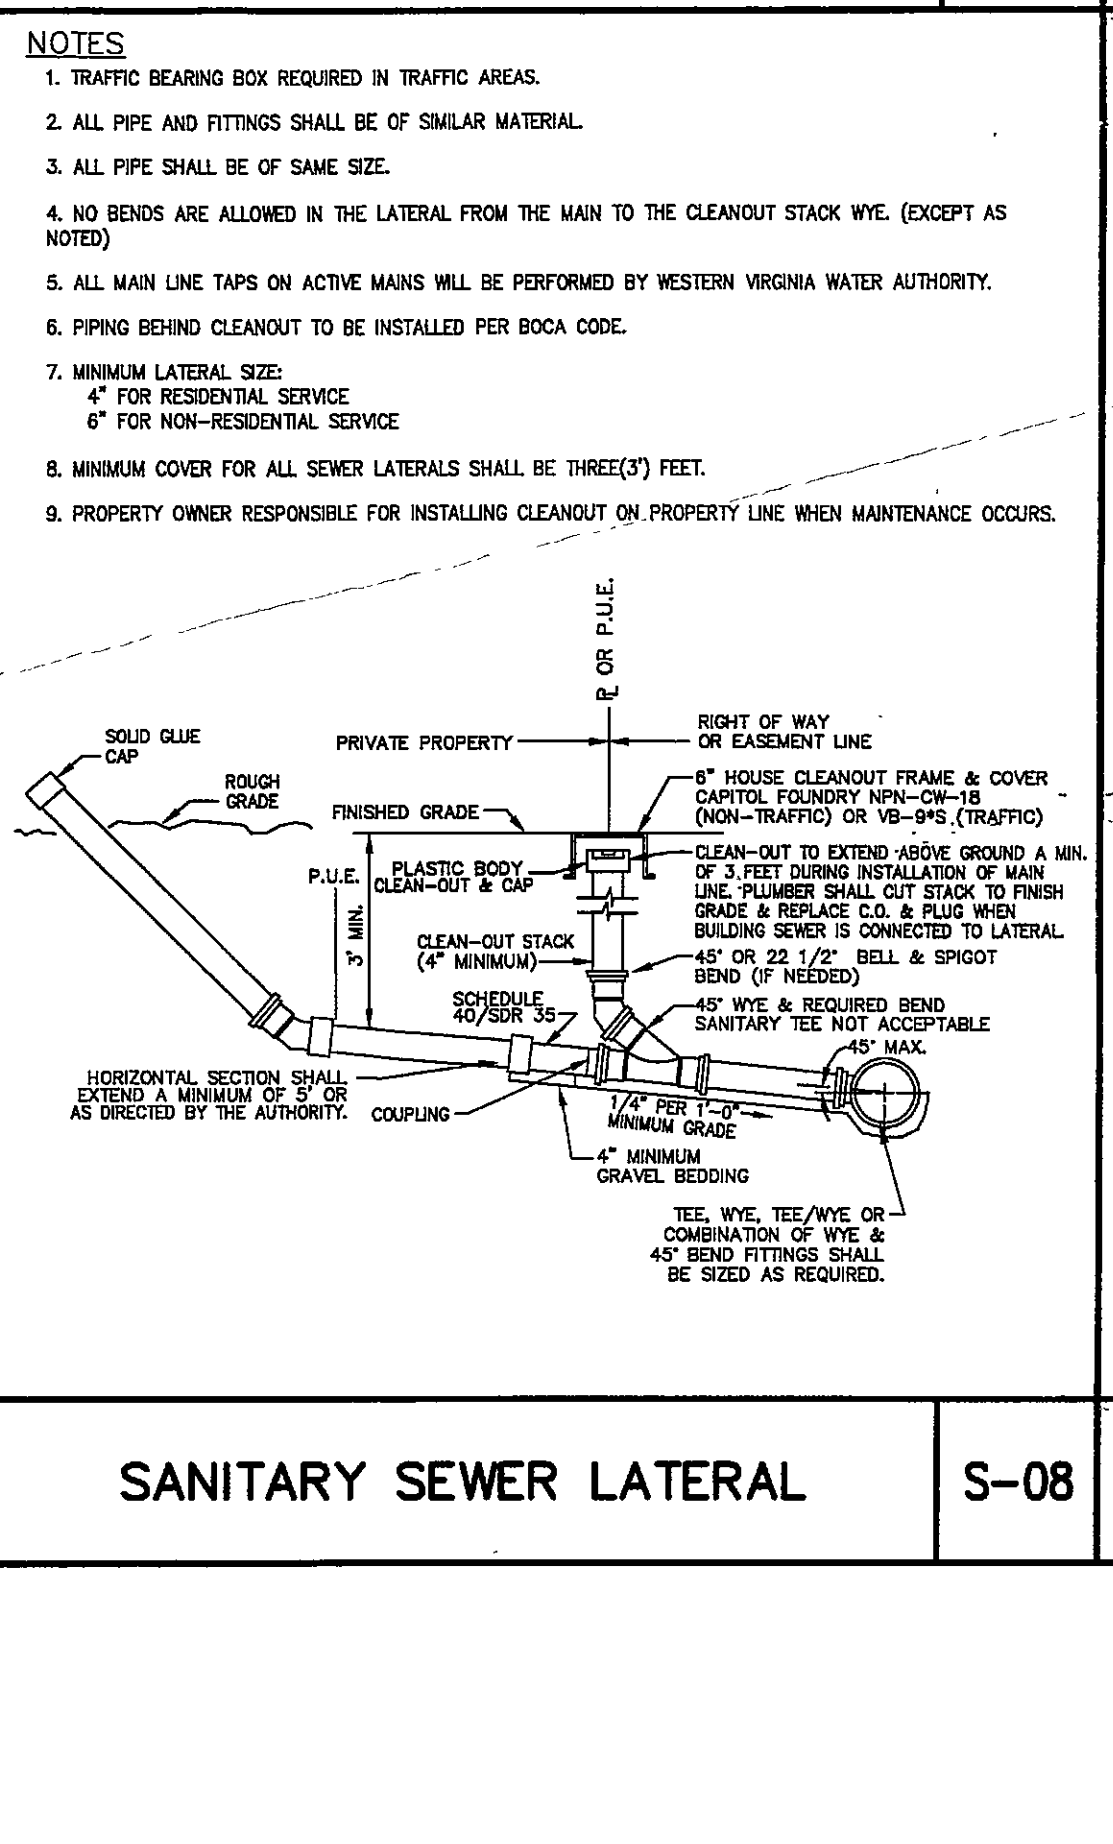 NOTES
1. TRAFFIC BEARING BOX REQUIRED IN TRAFFIC AREAS.
2. ALL PIPE AND FITTINGS SHALL BE OF SIMILAR MATERIAL.
3. ALL PIPE SHALL BE OF SAME SIZE.
4. NO BENDS ARE ALLOWED IN THE LATERAL FROM THE MAIN TO THE CLEANOUT STACK WYE. (EXCEPT AS
NOTED)
5. ALL MAIN LINE TAPS ON ACTIVE MAINS WILL BE PERFORMED BY WESTERN VIRGINIA WATER AUTHORITY.
6. PIPING BEHIND CLEANOUT TO BE INSTALLED PER BOCA CODE.
7. MINIMUM LATERAL SIZE:
4" FOR RESIDENTIAL SERVICE
6" FOR NON-RESIDENTIAL SERVICE
8. MINIMUM COVER FOR ALL SEWER LATERALS SHALL BE THREE(3') FEET.
9. PROPERTY OWNER RESPONSIBLE FOR INSTALLING CLEANOUT ON PROPERTY LINE WHEN MAINTENANCE OCCURS.
PL OR P.U.E.
SOLID GLUE
CAP
ROUGH
GRADE
PRIVATE PROPERTY
RIGHT OF WAY
OR EASEMENT LINE
FINISHED GRADE
6" HOUSE CLEANOUT FRAME & COVER
CAPITOL FOUNDRY NPN-CW-18
(NON-TRAFFIC) OR VB-9*S (TRAFFIC)
P.U.E.
3' MIN.
PLASTIC BODY
CLEAN-OUT & CAP
CLEAN-OUT TO EXTEND ABOVE GROUND A MIN.
OF 3 FEET DURING INSTALLATION OF MAIN
LINE. PLUMBER SHALL CUT STACK TO FINISH
GRADE & REPLACE C.O. & PLUG WHEN
BUILDING SEWER IS CONNECTED TO LATERAL
CLEAN-OUT STACK
(4" MINIMUM)
45° OR 22 1/2° BELL & SPIGOT
BEND (IF NEEDED)
SCHEDULE
40/SDR 35
45° WYE & REQUIRED BEND
SANITARY TEE NOT ACCEPTABLE
45° MAX.
HORIZONTAL SECTION SHALL
EXTEND A MINIMUM OF 5' OR
AS DIRECTED BY THE AUTHORITY.
COUPLING
1/4" PER 1'-0"
MINIMUM GRADE
4" MINIMUM
GRAVEL BEDDING
TEE, WYE, TEE/WYE OR
COMBINATION OF WYE &
45° BEND FITTINGS SHALL
BE SIZED AS REQUIRED.
SANITARY SEWER LATERAL
S-08